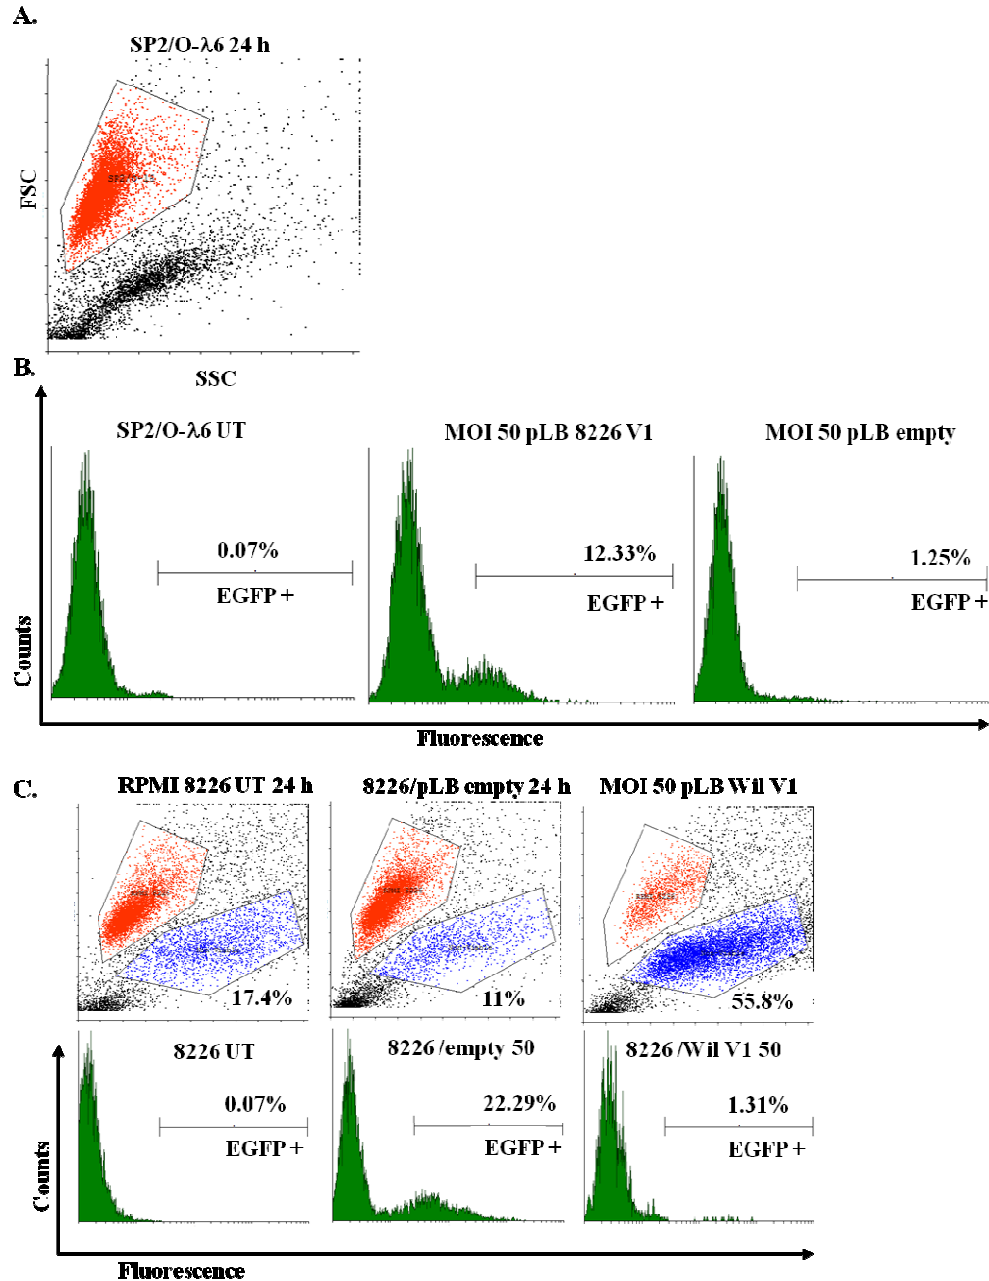 A.
SP2/O-λ6 24 h
FSC
SSC
B.
SP2/O-λ6 UT
MOI 50 pLB 8226 V1
MOI 50 pLB empty
0.07%
EGFP +
12.33%
EGFP +
1.25%
EGFP +
Counts
Fluorescence
C.
RPMI 8226 UT 24 h
8226/pLB empty 24 h
MOI 50 pLB Wil V1
17.4%
11%
55.8%
8226 UT
8226 /empty 50
8226 /Wil V1 50
0.07%
EGFP +
22.29%
EGFP +
1.31%
EGFP +
Counts
Fluorescence